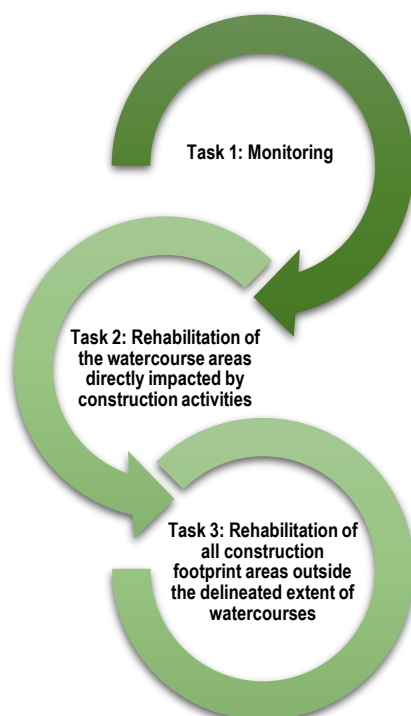 Task 1: Monitoring
Task 2: Rehabilitation of
the watercourse areas
directly impacted by
construction activities
Task 3: Rehabilitation of
all construction
footprint areas outside
the delineated extent of
watercourses